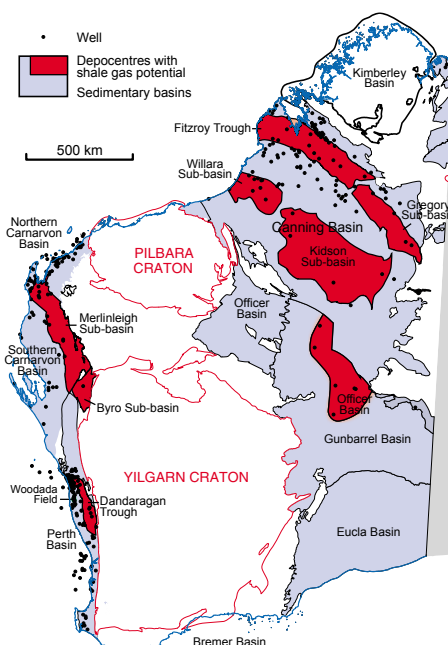 Well
Depocentres with
shale gas potential
Sedimentary basins
500 km
Kimberley
Basin
Fitzroy Trough
Willara
Sub-basin
Gregory
Sub-basin
Northern
Carnarvon
Basin
Canning Basin
Kidson
Sub-basin
PILBARA
CRATON
Officer
Basin
Merlinleigh
Sub-basin
Southern
Carnarvon
Basin
Byro Sub-basin
Officer
Basin
Gunbarrel Basin
YILGARN CRATON
Woodada
Field
Dandaragan
Trough
Perth
Basin
Eucla Basin
Bremer Basin